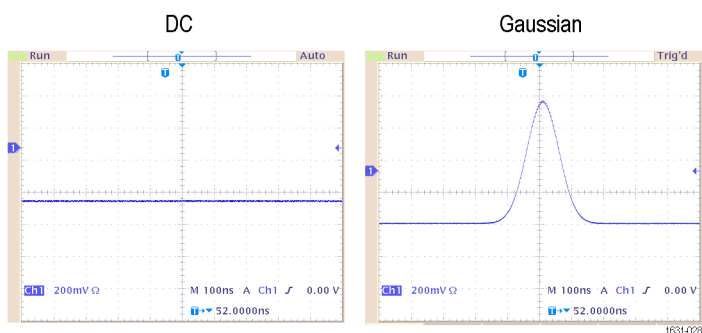 DC
Gaussian
Run Auto
T
T
1
Ch1 200mV Ω M 100ns A Ch1 0.00 V
T 52.0000ns
Run Trig'd
T
T
1
Ch1 200mV Ω M 100ns A Ch1 0.00 V
T 52.0000ns
1631-028